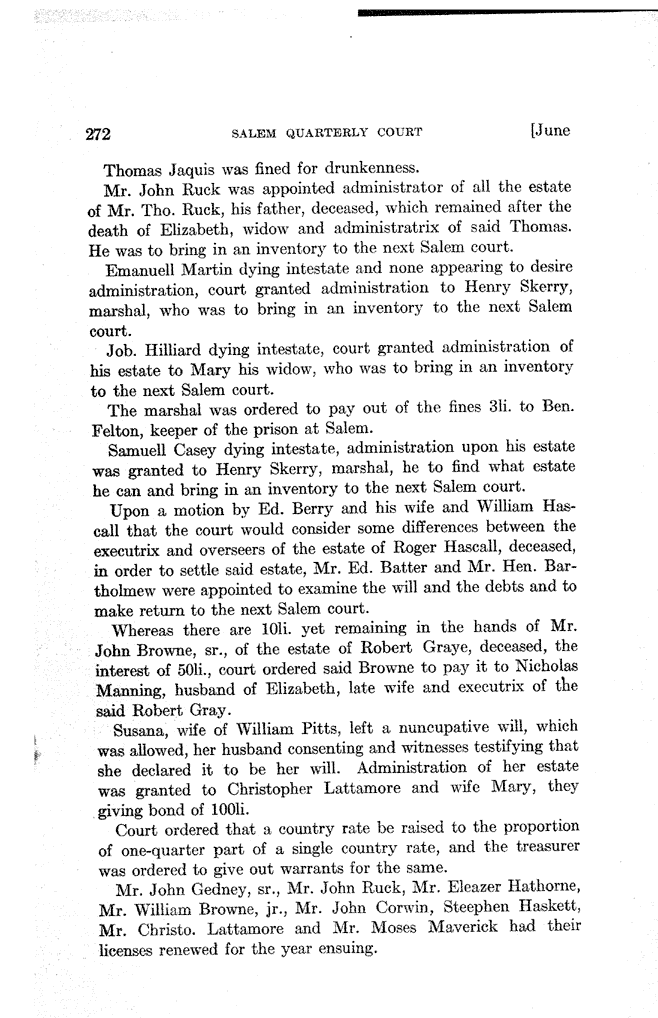 272 SALEM QUARTERLY COURT [June
Thomas Jaquis was fined for drunkenness.
Mr. John Ruck was appointed administrator of all the estate
of Mr. Tho. Ruck, his father, deceased, which remained after the
death of Elizabeth, widow and administratrix of said Thomas.
He was to bring in an inventory to the next Salem court.
Emanuell Martin dying intestate and none appearing to desire
administration, court granted administration to Henry Skerry,
marshal, who was to bring in an inventory to the next Salem
court.
Job. Hilliard dying intestate, court granted administration of
his estate to Mary his widow, who was to bring in an inventory
to the next Salem court.
The marshal was ordered to pay out of the fines 3li. to Ben.
Felton, keeper of the prison at Salem.
Samuell Casey dying intestate, administration upon his estate
was granted to Henry Skerry, marshal, he to find what estate
he can and bring in an inventory to the next Salem court.
Upon a motion by Ed. Berry and his wife and William Has-
call that the court would consider some differences between the
executrix and overseers of the estate of Roger Hascall, deceased,
in order to settle said estate, Mr. Ed. Batter and Mr. Hen. Bar-
tholmew were appointed to examine the will and the debts and to
make return to the next Salem court.
Whereas there are 10li. yet remaining in the hands of Mr.
John Browne, sr., of the estate of Robert Graye, deceased, the
interest of 50li., court ordered said Browne to pay it to Nicholas
Manning, husband of Elizabeth, late wife and executrix of the
said Robert Gray.
Susana, wife of William Pitts, left a nuncupative will, which
was allowed, her husband consenting and witnesses testifying that
she declared it to be her will. Administration of her estate
was granted to Christopher Lattamore and wife Mary, they
giving bond of 100li.
Court ordered that a country rate be raised to the proportion
of one-quarter part of a single country rate, and the treasurer
was ordered to give out warrants for the same.
Mr. John Gedney, sr., Mr. John Ruck, Mr. Eleazer Hathorne,
Mr. William Browne, jr., Mr. John Corwin, Steephen Haskett,
Mr. Christo. Lattamore and Mr. Moses Maverick had their
licenses renewed for the year ensuing.